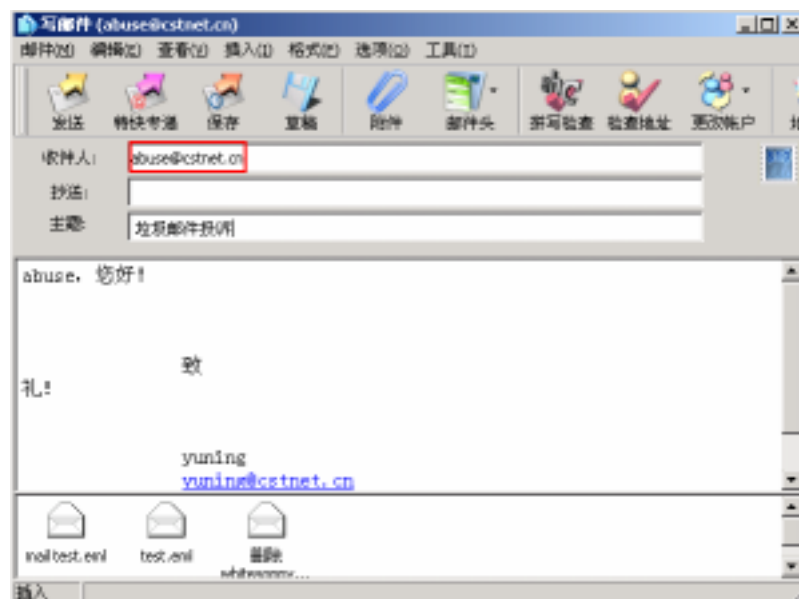 写邮件 (abuse@cstnet.cn)
邮件(M) 编辑(E) 查看(V) 插入(I) 格式(F) 选项(O) 工具(T)
发送 特快专递 保存 草稿 附件 邮件头 拼写检查 检查地址 更改帐户
收件人:
abuse@cstnet.cn
抄送:
主题:
垃圾邮件投诉
abuse，您好!
致
礼!
yuning
yuning@cstnet.cn
mailtest.eml test.eml 删除
插入